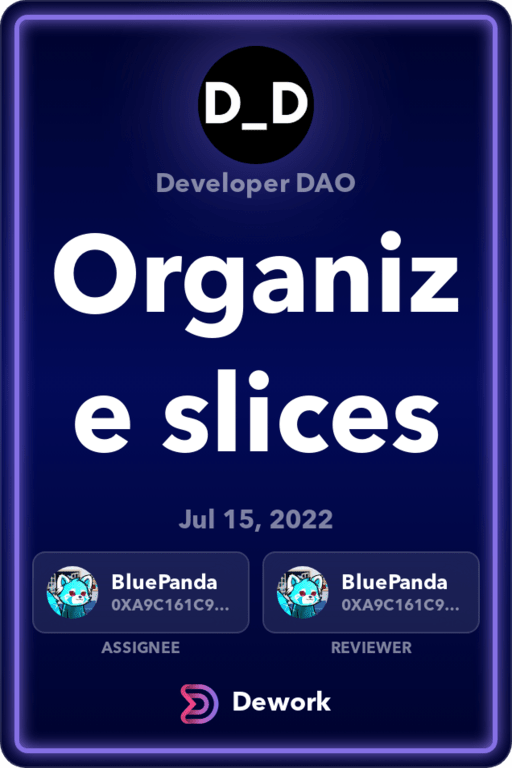 D_D
Developer DAO
Organiz
e slices
Jul 15, 2022
BluePanda
0XA9C161C9...
ASSIGNEE
BluePanda
0XA9C161C9...
REVIEWER
Dework